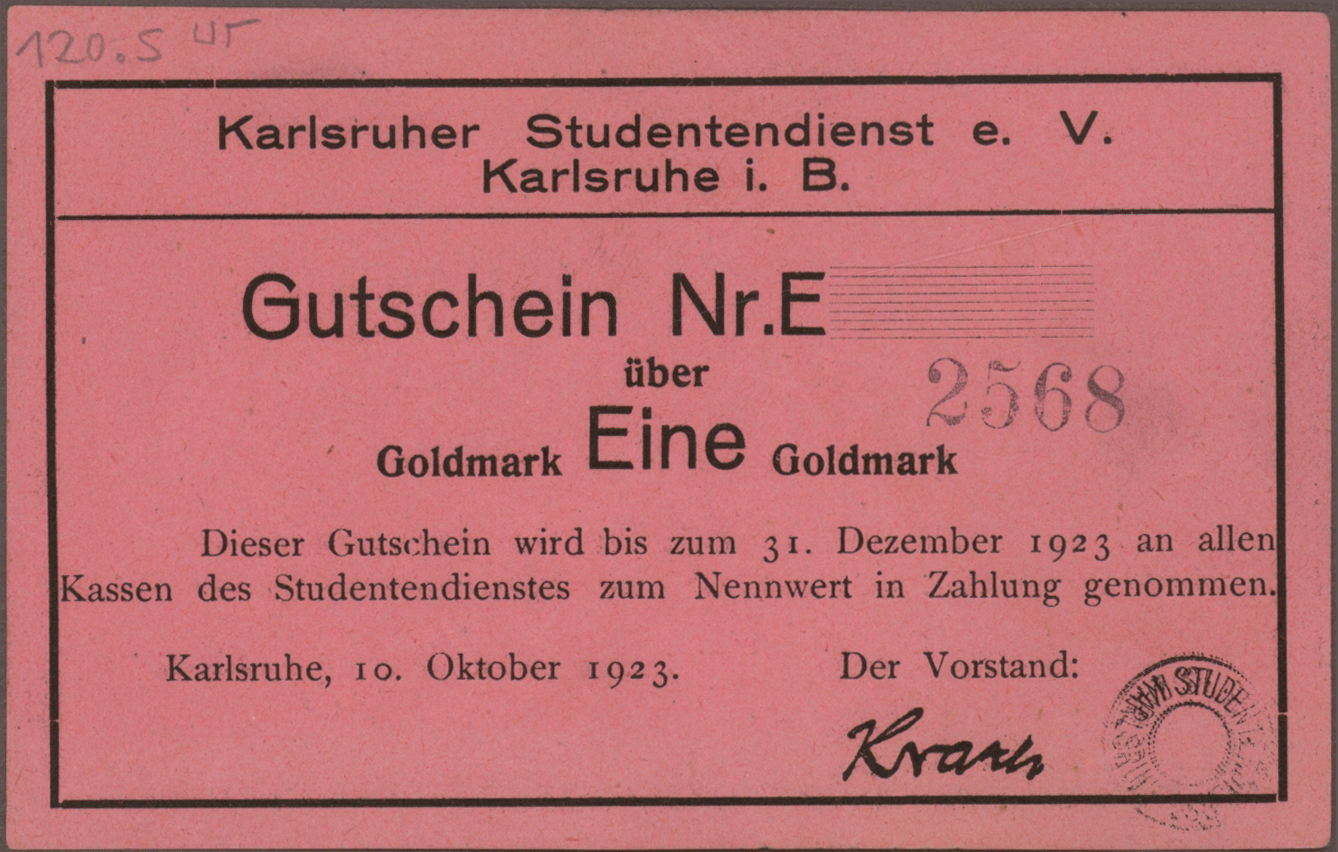 120.5
Karlsruher Studentendienst e. V.
Karlsruhe i. B.
Gutschein Nr. E
über
2568
Goldmark Eine Goldmark
Dieser Gutschein wird bis zum 31. Dezember 1923 an allen
Kassen des Studentendienstes zum Nennwert in Zahlung genommen.
Karlsruhe, 10. Oktober 1923.
Der Vorstand: